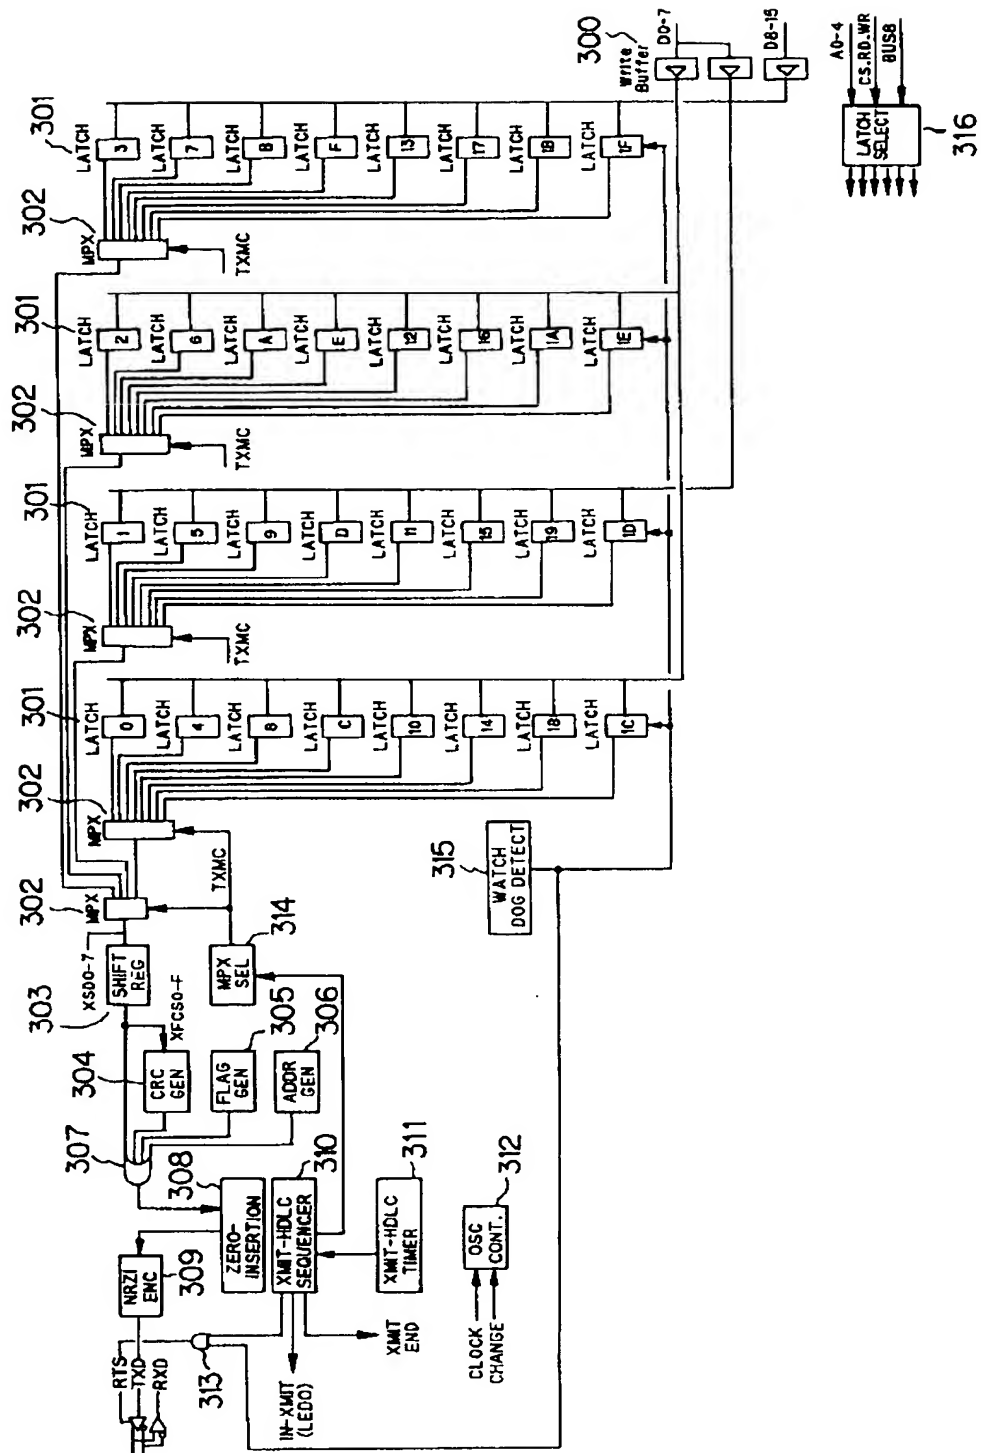 300
Write
Buffer
D0-7
D8-15
A0-4
CS.RD.WR
BUS8
LATCH
SELECT
316
301
LATCH
3
LATCH
7
LATCH
B
LATCH
F
LATCH
13
LATCH
17
LATCH
1B
LATCH
1F
302
MPX
TXMC
301
LATCH
2
LATCH
6
LATCH
A
LATCH
E
LATCH
12
LATCH
16
LATCH
1A
LATCH
1E
302
MPX
TXMC
301
LATCH
1
LATCH
5
LATCH
9
LATCH
D
LATCH
11
LATCH
15
LATCH
19
LATCH
1D
302
MPX
TXMC
301
LATCH
0
LATCH
4
LATCH
8
LATCH
C
LATCH
10
LATCH
14
LATCH
18
LATCH
1C
302
MPX
TXMC
302
MPX
XSD0-7
303
SHIFT
REG
314
MPX
SEL
315
WATCH
DOG DETECT
XFCS0-F
304
CRC
GEN
305
FLAG
GEN
306
ADDR
GEN
307
308
ZERO-
INSERTION
310
XMIT-HDLC
SEQUENCER
311
XMIT-HDLC
TIMER
312
OSC
CONT.
CLOCK
CHANGE
309
NRZI
ENC
313
XMIT
END
IN-XMIT
(LED0)
RTS
TXD
RXD